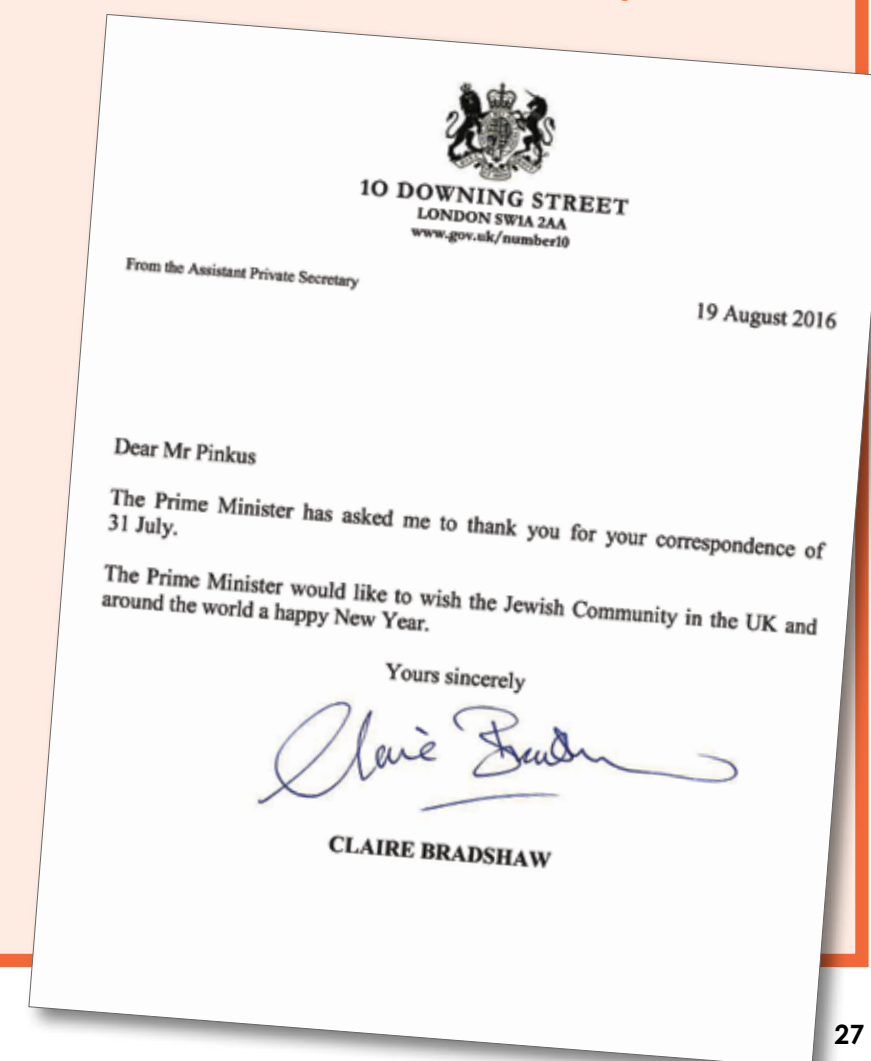 10 DOWNING STREET
LONDON SW1A 2AA
www.gov.uk/number10
From the Assistant Private Secretary
19 August 2016
Dear Mr Pinkus
The Prime Minister has asked me to thank you for your correspondence of
31 July.
The Prime Minister would like to wish the Jewish Community in the UK and
around the world a happy New Year.
Yours sincerely
Claire Bradshaw
CLAIRE BRADSHAW
27